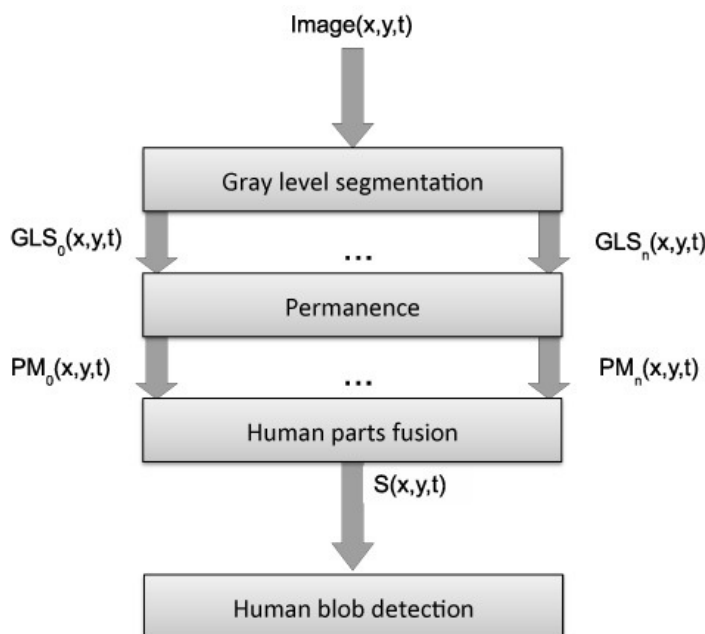 Image(x,y,t)
Gray level segmentation
GLS₀(x,y,t) ... GLSₙ(x,y,t)
Permanence
PM₀(x,y,t) ... PMₙ(x,y,t)
Human parts fusion
S(x,y,t)
Human blob detection